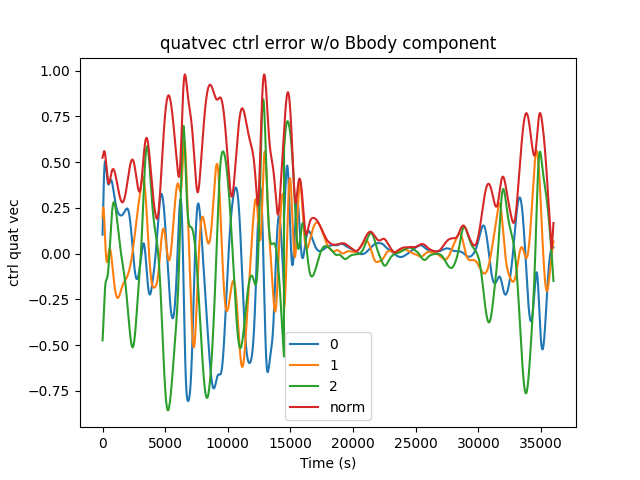 quatvec ctrl error w/o Bbody component
1.00
0.75
0.50
0.25
0.00
−0.25
−0.50
−0.75
ctrl quat vec
0
1
2
norm
0 5000 10000 15000 20000 25000 30000 35000
Time (s)